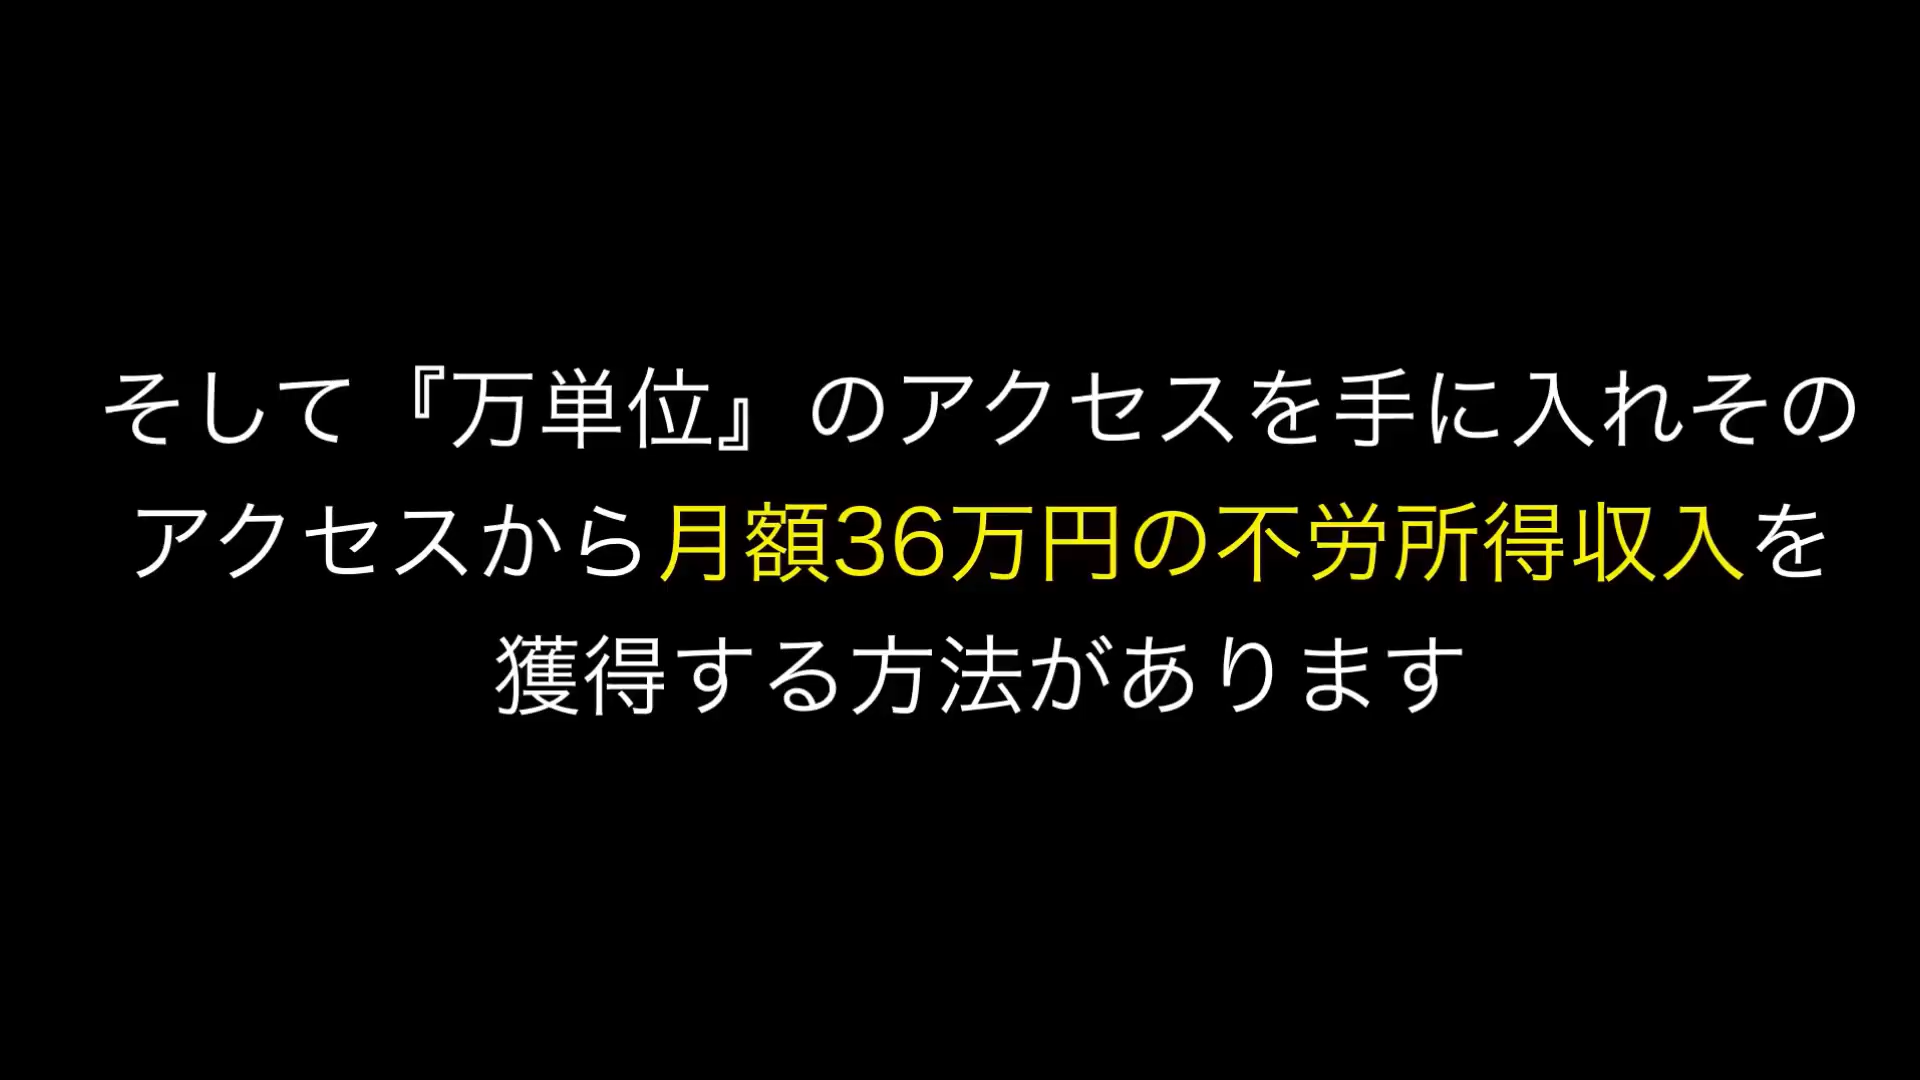 そして『万単位』のアクセスを手に入れその
アクセスから月額36万円の不労所得収入を
獲得する方法があります